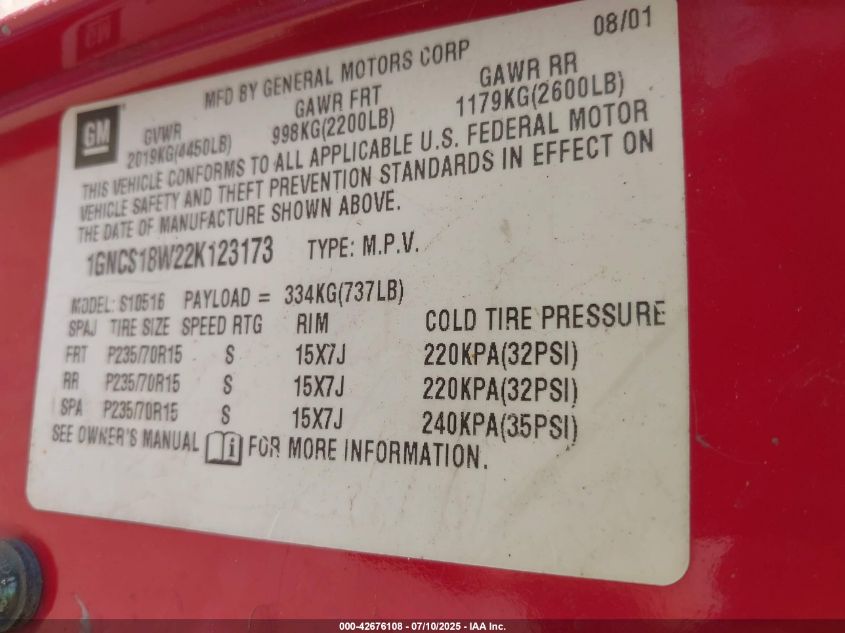 08/01
MFD BY GENERAL MOTORS CORP
GM
GVWR GAWR FRT GAWR RR
2019KG(4450LB) 998KG(2200LB) 1179KG(2600LB)
THIS VEHICLE CONFORMS TO ALL APPLICABLE U.S. FEDERAL MOTOR
VEHICLE SAFETY AND THEFT PREVENTION STANDARDS IN EFFECT ON
THE DATE OF MANUFACTURE SHOWN ABOVE.
1GNCS18W22K123173 TYPE: M.P.V.
MODEL: S10516 PAYLOAD = 334KG(737LB)
SPAJ TIRE SIZE SPEED RTG RIM COLD TIRE PRESSURE
FRT P235/70R15 S 15X7J 220KPA(32PSI)
RR P235/70R15 S 15X7J 220KPA(32PSI)
SPA P235/70R15 S 15X7J 240KPA(35PSI)
SEE OWNER'S MANUAL i FOR MORE INFORMATION.
000-42676108 - 07/10/2025 - IAA Inc.